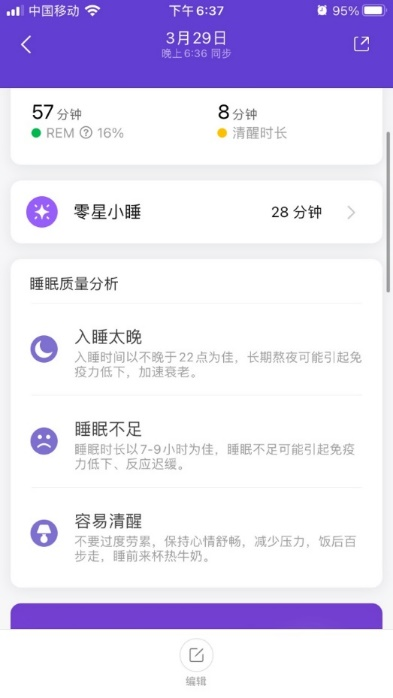 中国移动 下午6:37 95%
3月29日
晚上6:36 同步
57分钟 8分钟
REM ? 16% 清醒时长
零星小睡 28 分钟
睡眠质量分析
入睡太晚
入睡时间以不晚于22点为佳，长期熬夜可能引起免
疫力低下，加速衰老。
睡眠不足
睡眠时长以7-9小时为佳，睡眠不足可能引起免疫
力低下、反应迟缓。
容易清醒
不要过度劳累，保持心情舒畅，减少压力，饭后百
步走，睡前来杯热牛奶。
编辑